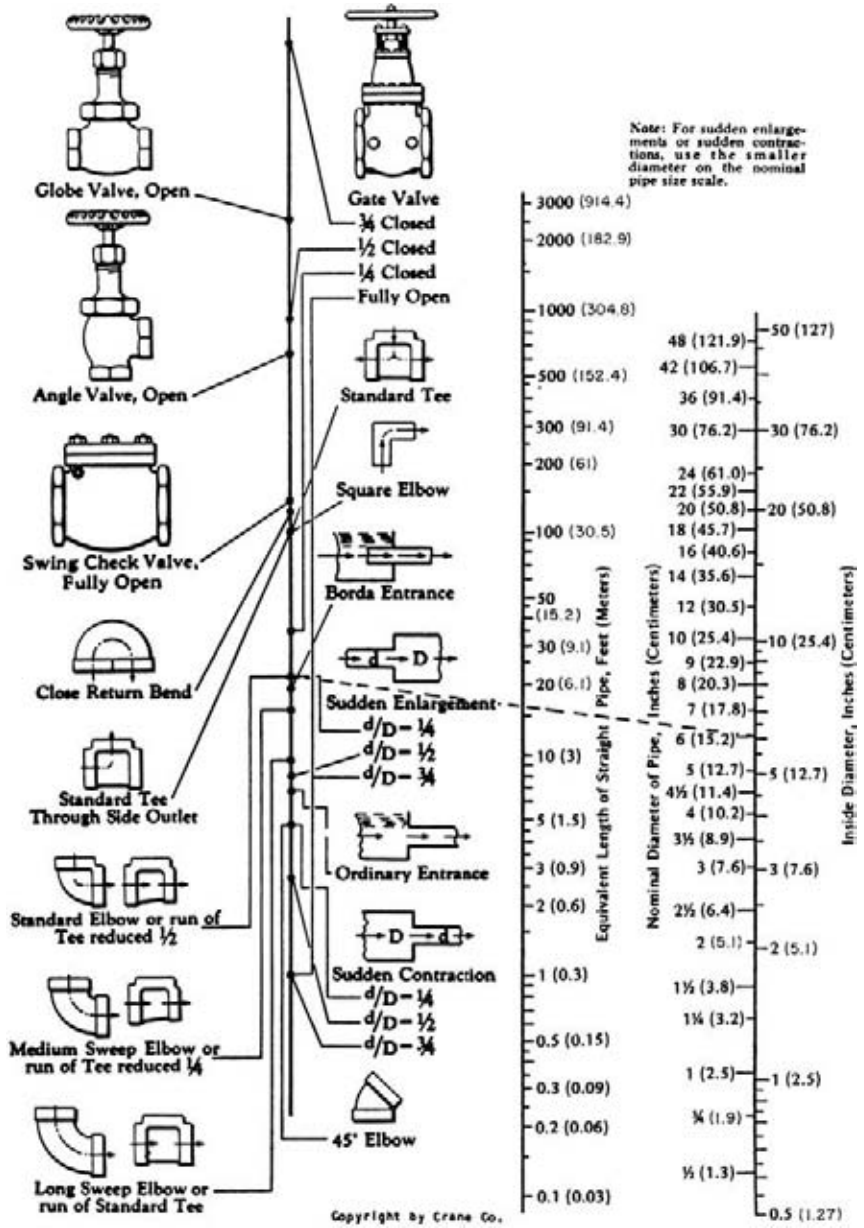 Globe Valve, Open
Angle Valve, Open
Swing Check Valve,
Fully Open
Close Return Bend
Standard Tee
Through Side Outlet
Standard Elbow or run of
Tee reduced ½
Medium Sweep Elbow or
run of Tee reduced ¼
Long Sweep Elbow or
run of Standard Tee
Gate Valve
¾ Closed
½ Closed
¼ Closed
Fully Open
Standard Tee
Square Elbow
Borda Entrance
d
D
Sudden Enlargement
d/D = ¼
d/D = ½
d/D = ¾
Ordinary Entrance
D
d
Sudden Contraction
d/D = ¼
d/D = ½
d/D = ¾
45° Elbow
Copyright by Crane Co.
Note: For sudden enlarge-
ments or sudden contrac-
tions, use the smaller
diameter on the nominal
pipe size scale.
3000 (914.4)
2000 (182.9)
1000 (304.8)
500 (152.4)
300 (91.4)
200 (61)
100 (30.5)
50
(15.2)
30 (9.1)
20 (6.1)
10 (3)
5 (1.5)
3 (0.9)
2 (0.6)
1 (0.3)
0.5 (0.15)
0.3 (0.09)
0.2 (0.06)
0.1 (0.03)
Equivalent Length of Straight Pipe, Feet (Meters)
Nominal Diameter of Pipe, Inches (Centimeters)
48 (121.9)
42 (106.7)
36 (91.4)
30 (76.2)
24 (61.0)
22 (55.9)
20 (50.8)
18 (45.7)
16 (40.6)
14 (35.6)
12 (30.5)
10 (25.4)
9 (22.9)
8 (20.3)
7 (17.8)
6 (15.2)
5 (12.7)
4½ (11.4)
4 (10.2)
3½ (8.9)
3 (7.6)
2½ (6.4)
2 (5.1)
1½ (3.8)
1¼ (3.2)
1 (2.5)
¾ (1.9)
½ (1.3)
50 (127)
30 (76.2)
20 (50.8)
10 (25.4)
5 (12.7)
3 (7.6)
2 (5.1)
1 (2.5)
0.5 (1.27)
Inside Diameter, Inches (Centimeters)